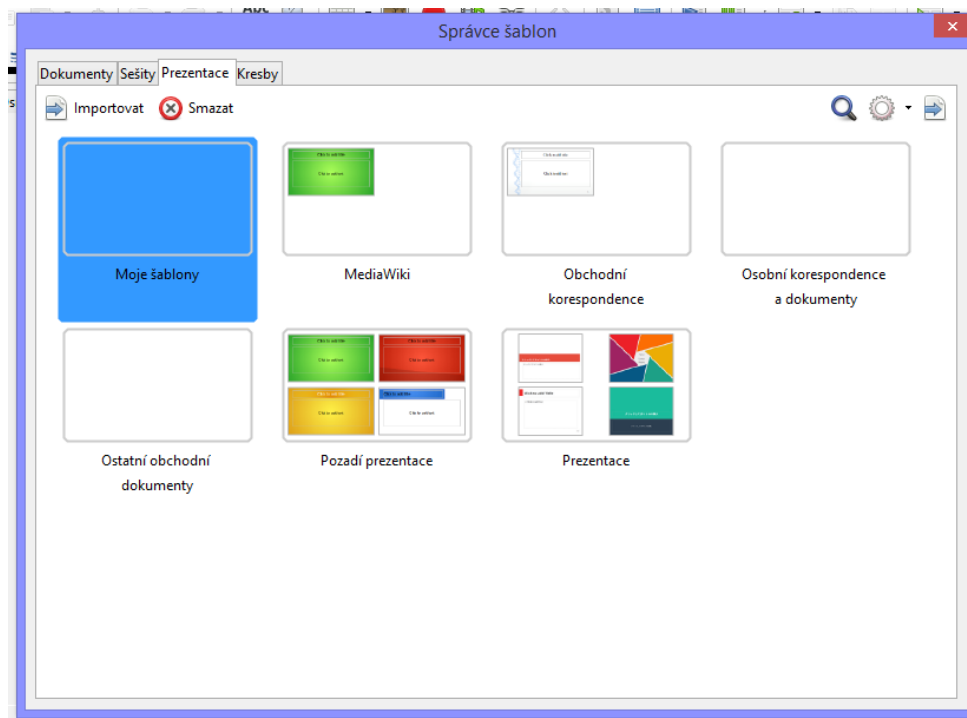 Správce šablon
Dokumenty Sešity Prezentace Kresby
Importovat Smazat
Moje šablony
MediaWiki
Obchodní
korespondence
Osobní korespondence
a dokumenty
Ostatní obchodní
dokumenty
Pozadí prezentace
Prezentace